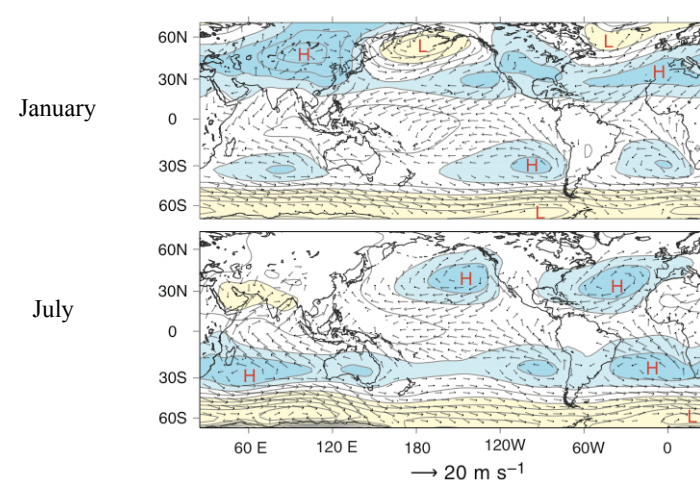 January
60N
30N
0
30S
60S
H
L
L
H
H
L
July
60N
30N
0
30S
60S
H
H
H
H
L
60 E
120 E
180
120W
60W
0
→ 20 m s⁻¹